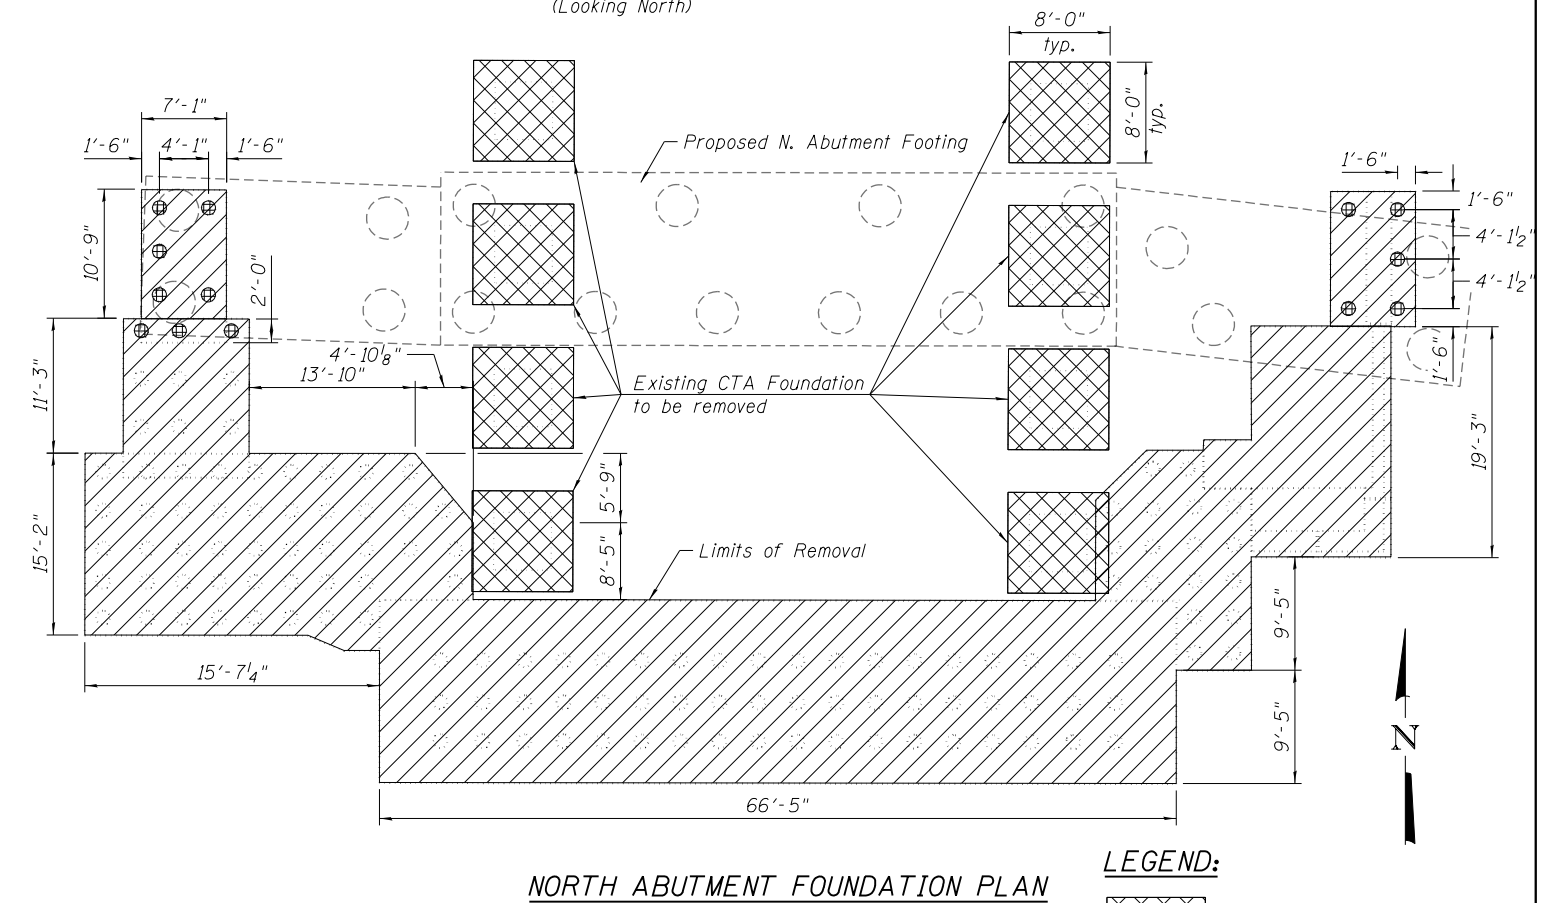 (Looking North)
8'-0"
typ.
8'-0"
typ.
7'-1"
1'-6"
4'-1"
1'-6"
Proposed N. Abutment Footing
1'-6"
1'-6"
4'-1½"
4'-1½"
1'-6"
10'-9"
2'-0"
4'-10⅛"
13'-10"
11'-3"
Existing CTA Foundation
to be removed
19'-3"
5'-9"
8'-5"
Limits of Removal
15'-2"
9'-5"
15'-7¼"
9'-5"
N
66'-5"
NORTH ABUTMENT FOUNDATION PLAN
LEGEND: